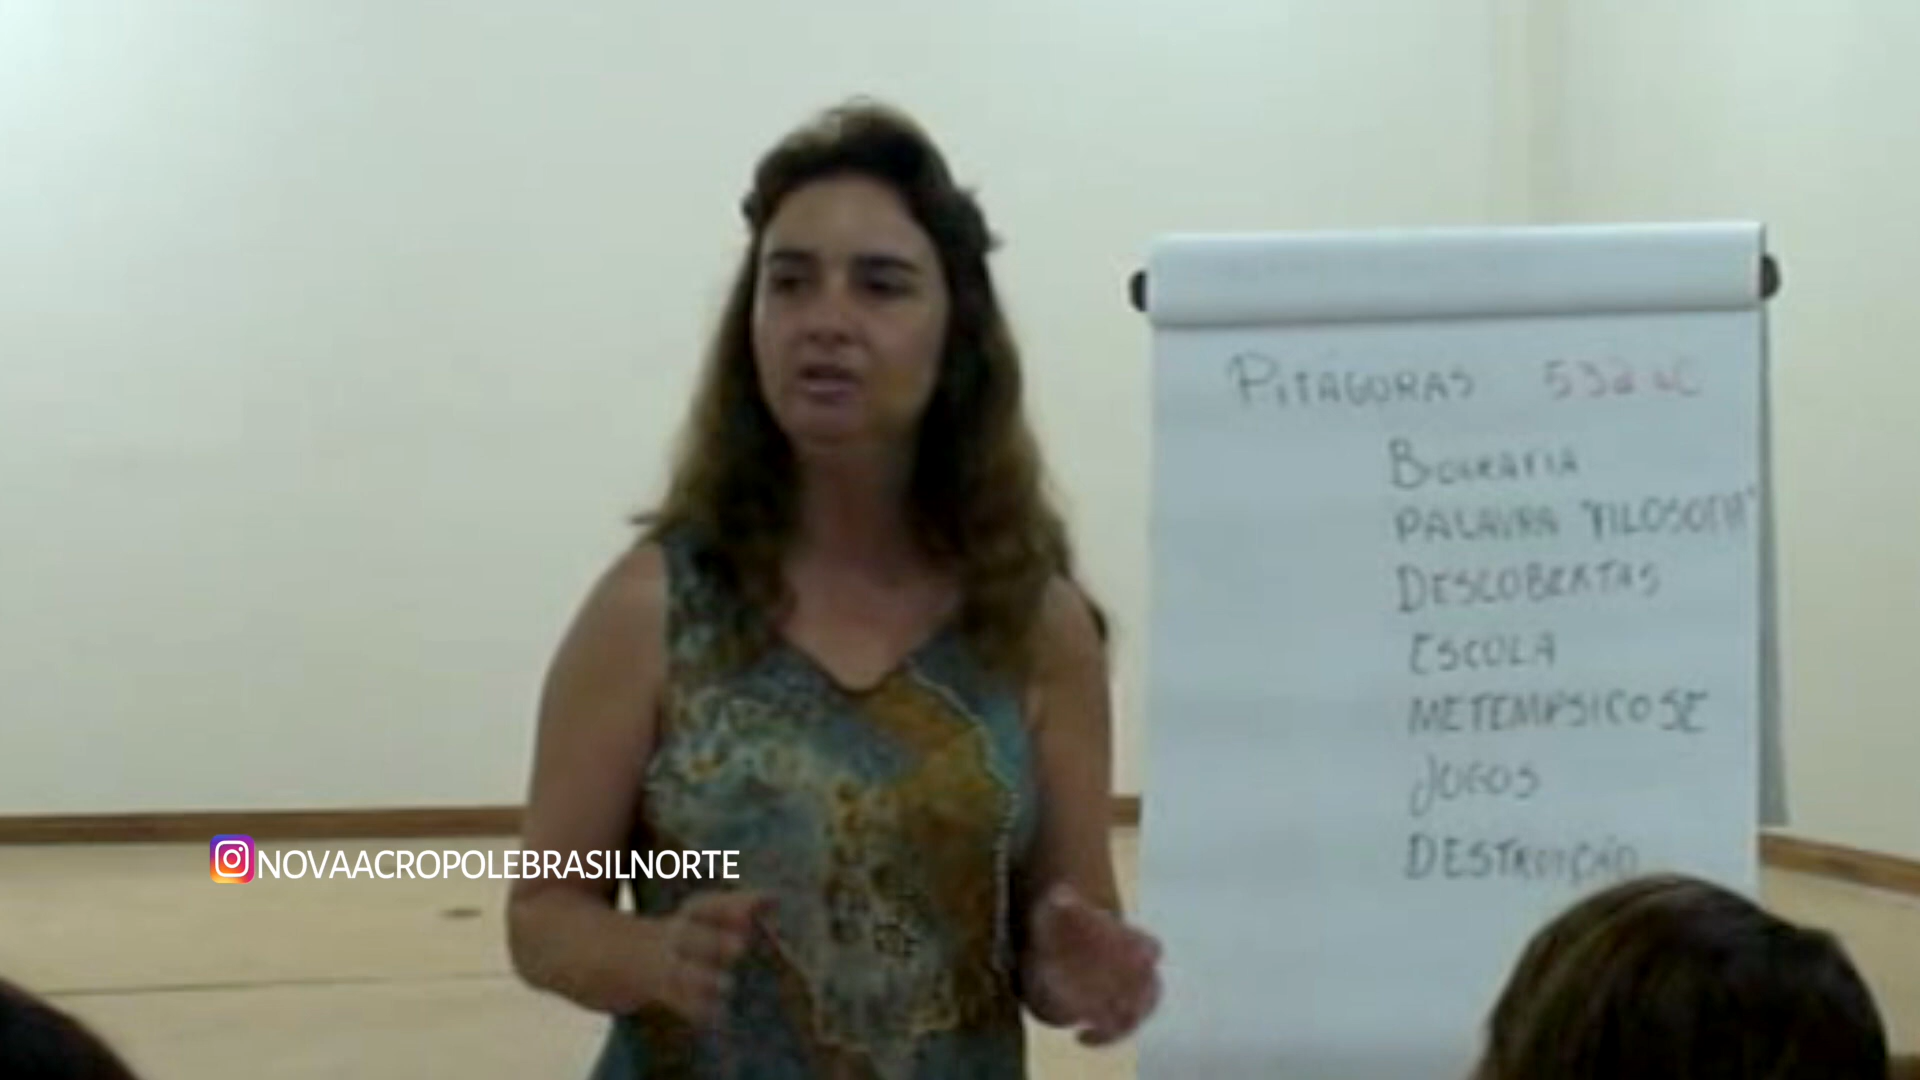 PITÁGORAS 532 aC
BIOGRAFIA
PALAVRA "FILOSOFIA"
DESCOBERTAS
ESCOLA
METEMPSICOSE
JOGOS
DESTRUIÇÃO
NOVAACROPOLEBRASILNORTE